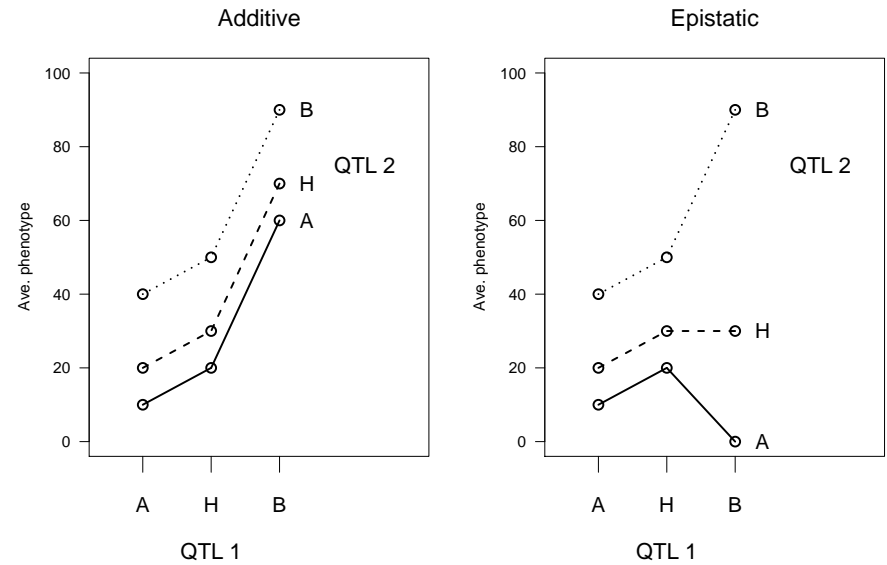 Additive
Ave. phenotype
100
80
60
40
20
0
B
QTL 2
H
A
A H B
QTL 1
Epistatic
Ave. phenotype
100
80
60
40
20
0
B
QTL 2
H
A
A H B
QTL 1